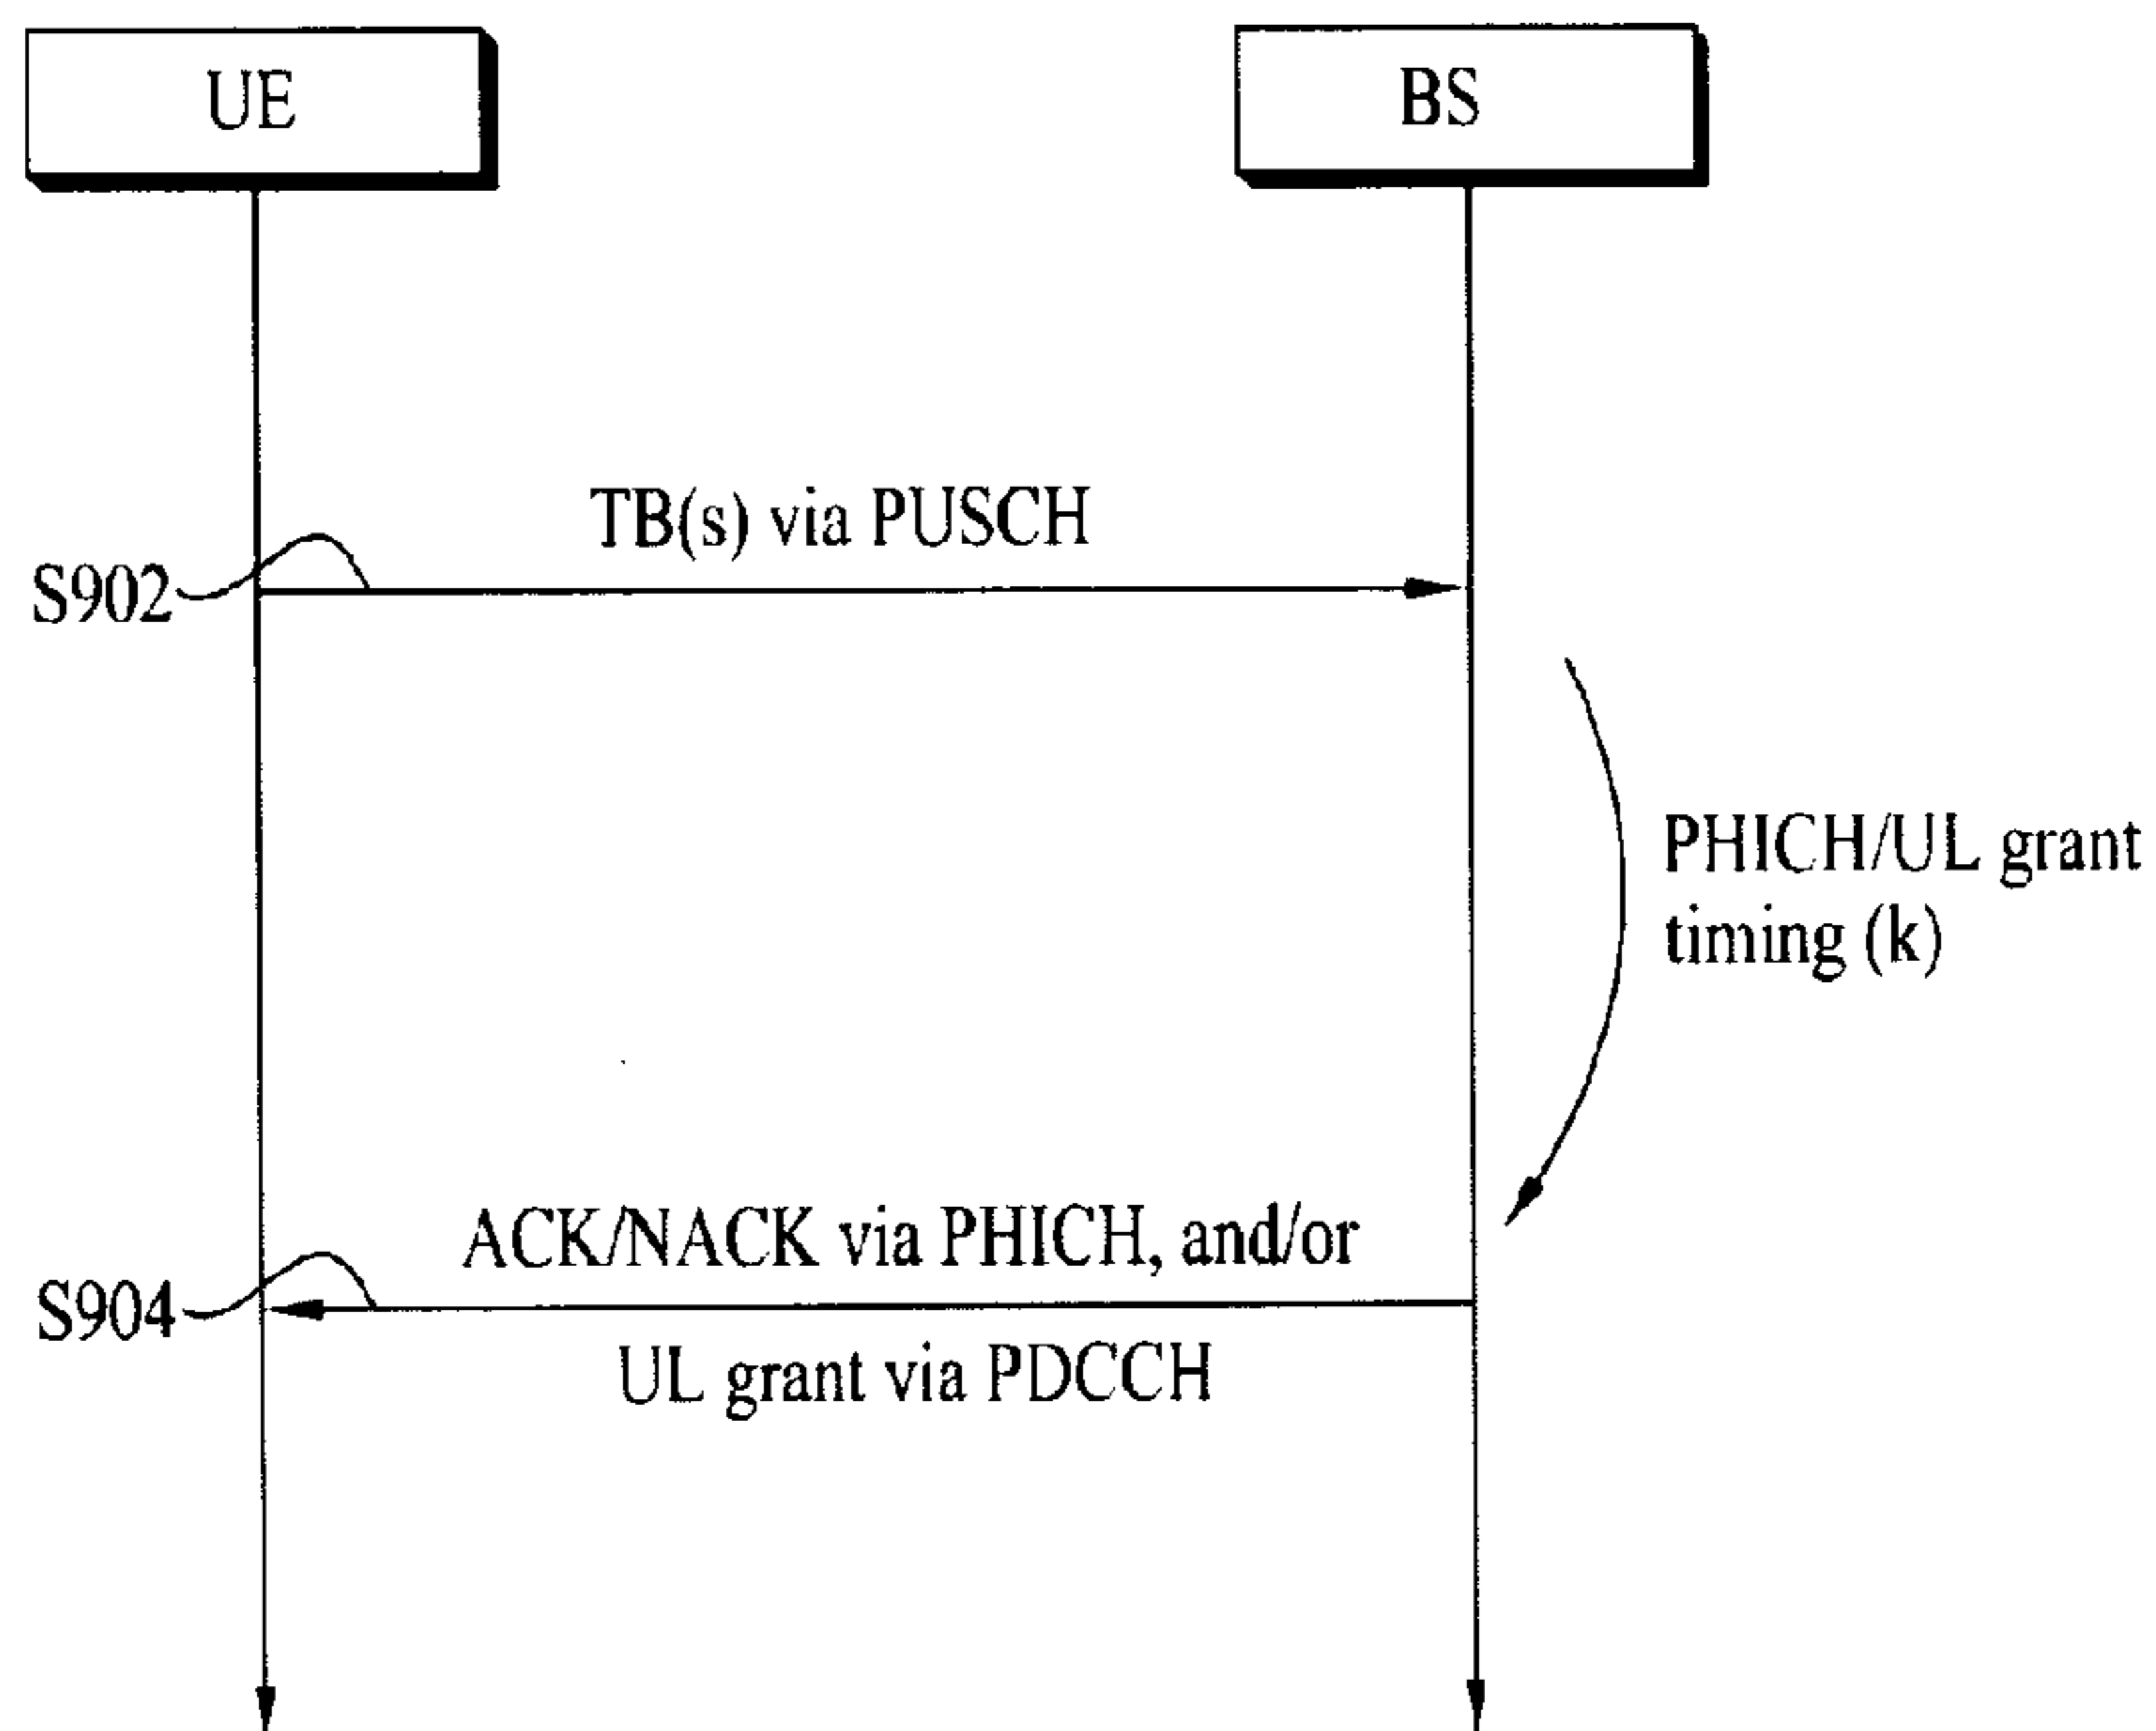 UE
BS
TB(s) via PUSCH
S902
PHICH/UL grant
timing (k)
ACK/NACK via PHICH, and/or
S904
UL grant via PDCCH